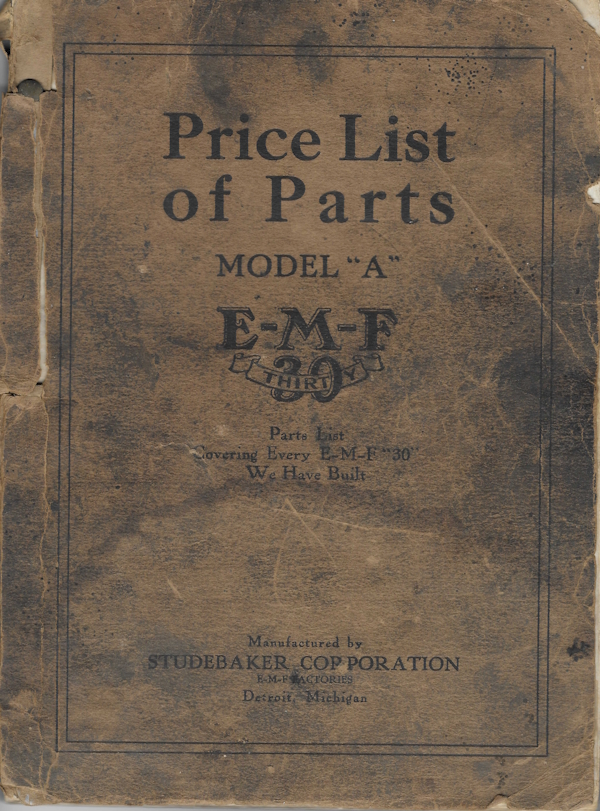 Price List
of Parts
MODEL "A"
E-M-F
30
THIRTY
Parts List
Covering Every E-M-F "30"
We Have Built
Manufactured by
STUDEBAKER CORPORATION
E-M-F FACTORIES
Detroit, Michigan